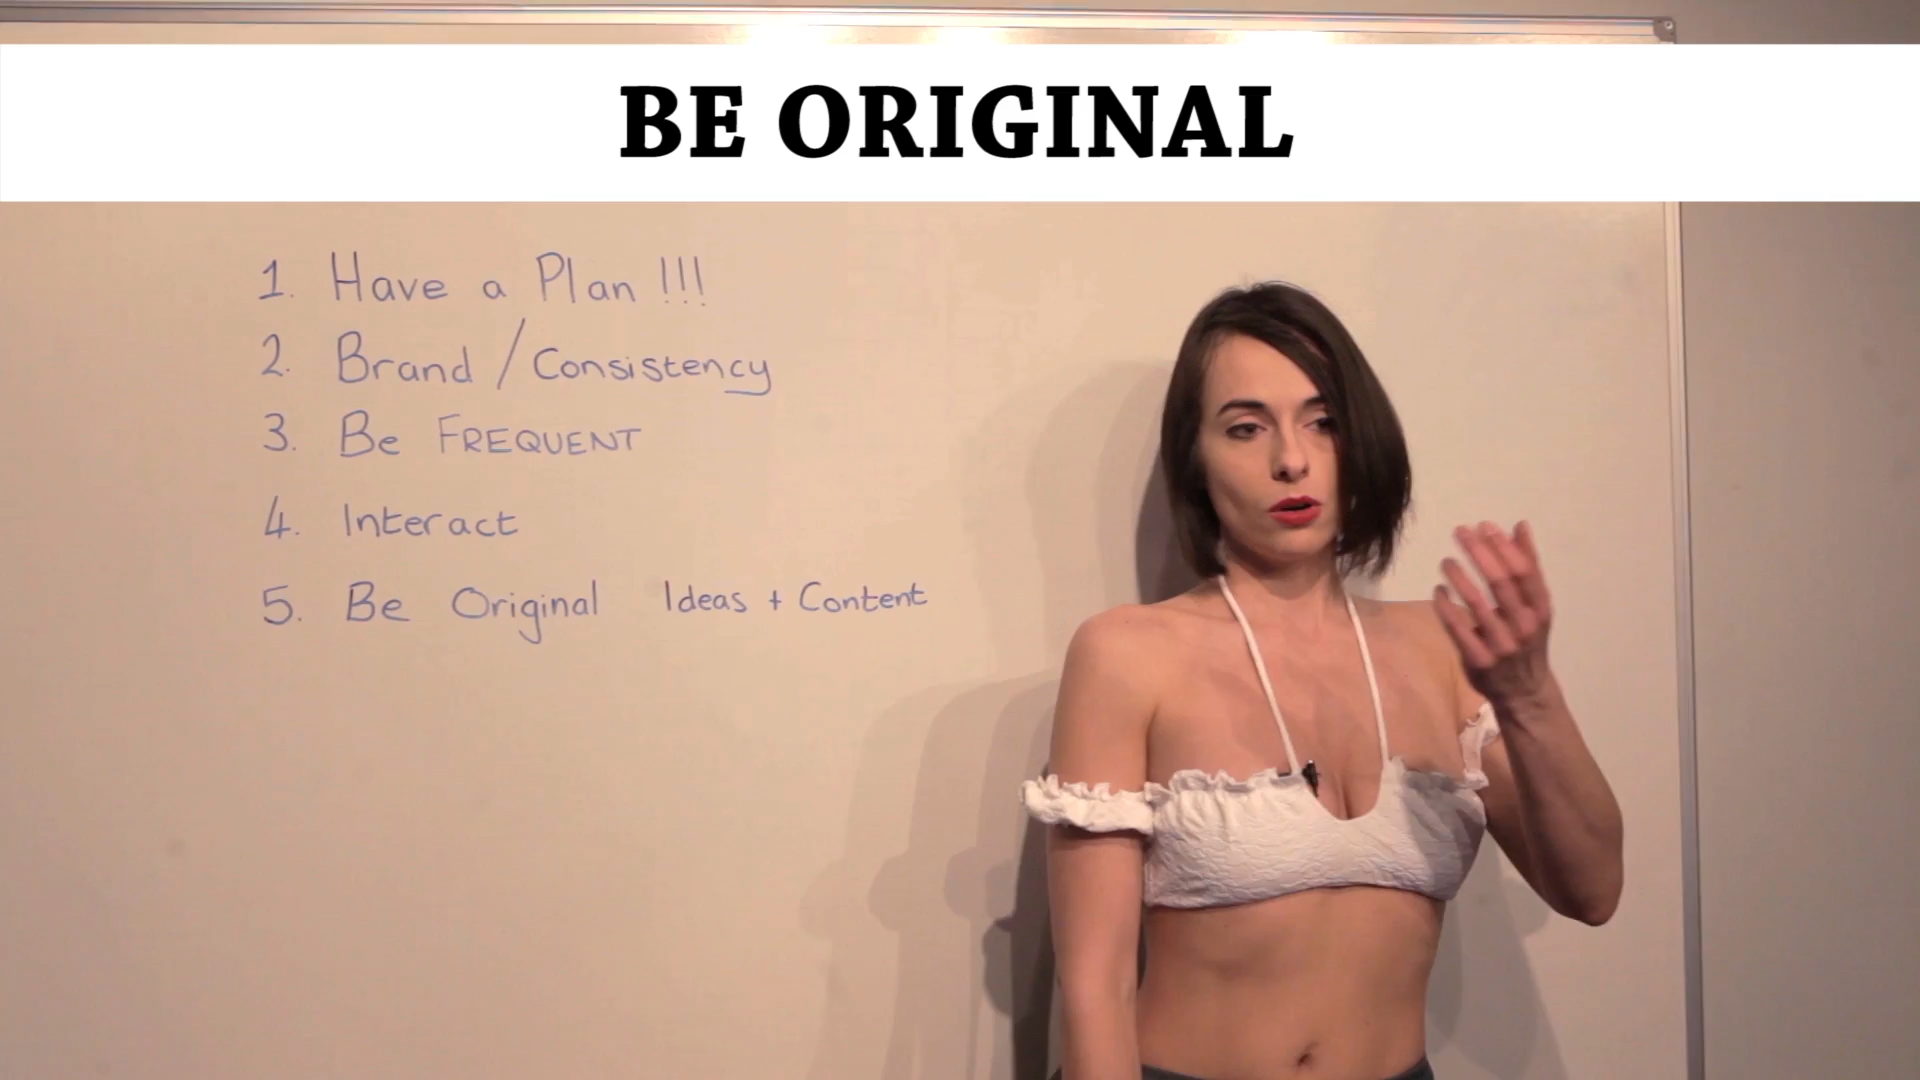 BE ORIGINAL
1. Have a Plan !!!
2. Brand / Consistency
3. Be FREQUENT
4. Interact
5. Be Original Ideas + Content